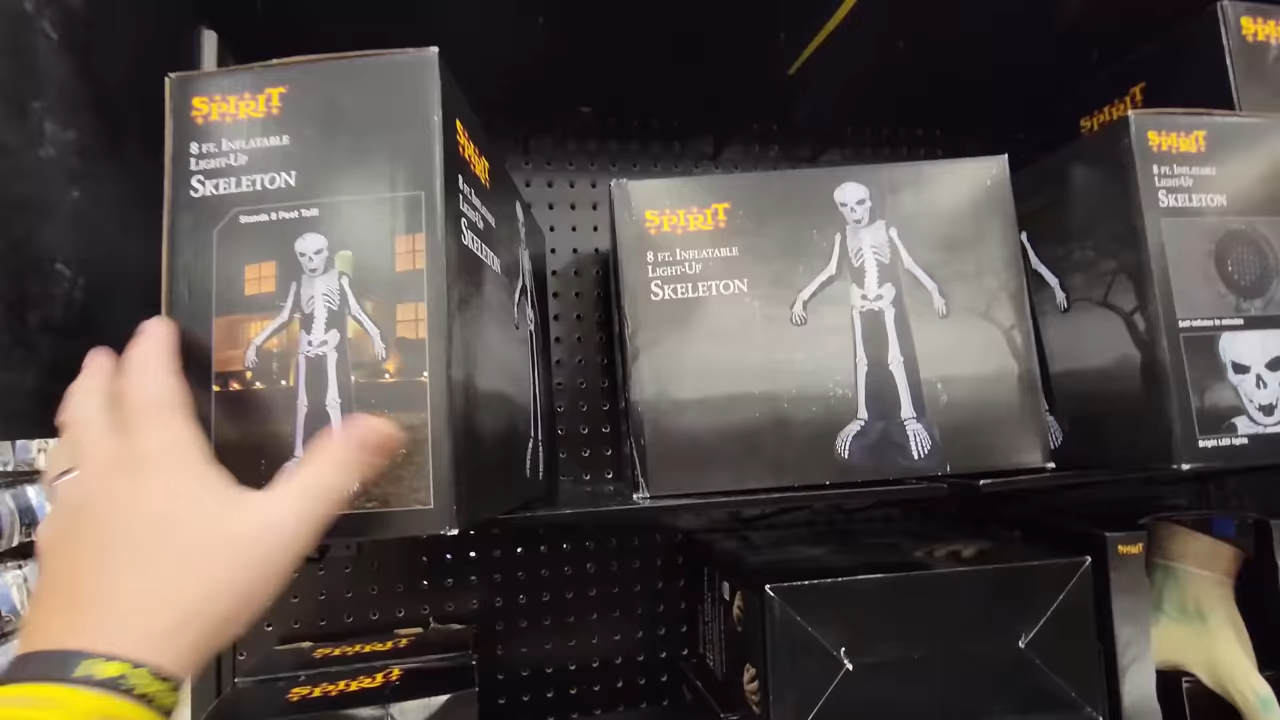 SPIRIT
8 FT. INFLATABLE
LIGHT-UP
SKELETON
Stands 8 Feet Tall!
SPIRIT
8 FT. INFLATABLE
LIGHT-UP
SKELETON
SPIRIT
8 FT. INFLATABLE
LIGHT-UP
SKELETON
SPIRIT
SPIRIT
8 FT. INFLATABLE
LIGHT-UP
SKELETON
Self-inflates in minutes
Bright LED lights
SPIRIT
SPIRIT
SPIRIT